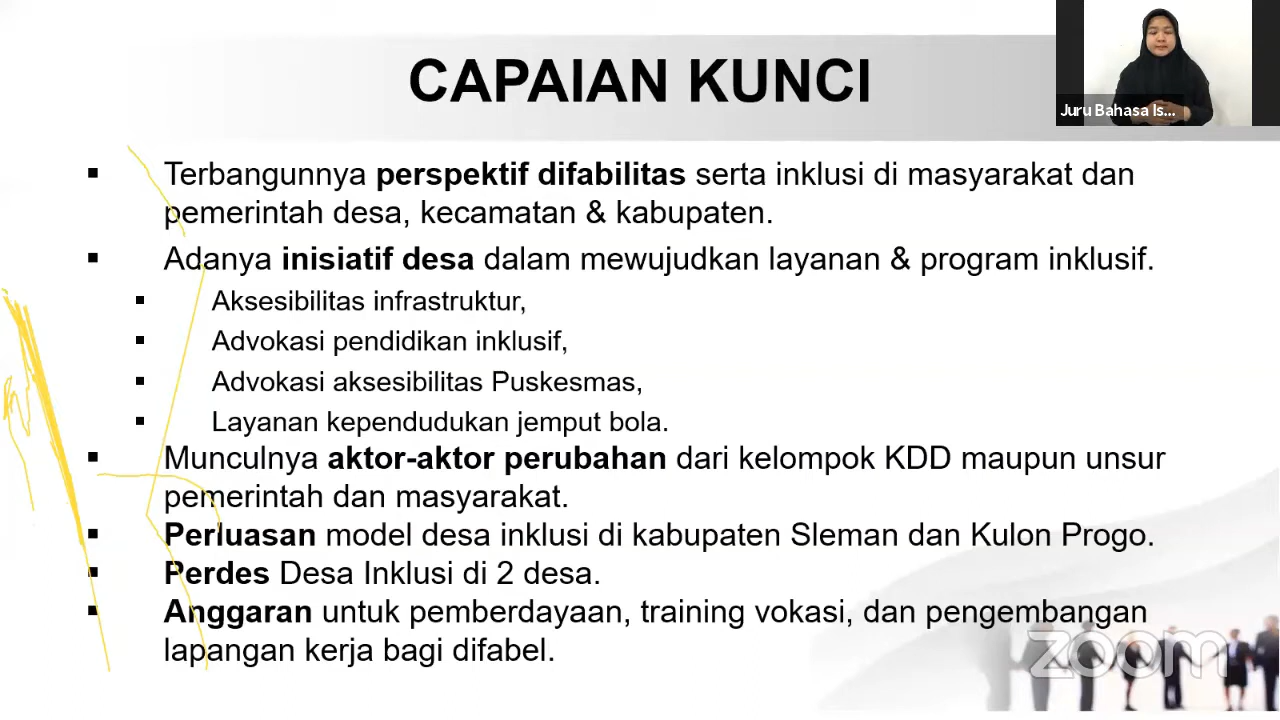 CAPAIAN KUNCI
Juru Bahasa Is...
Terbangunnya perspektif difabilitas serta inklusi di masyarakat dan
pemerintah desa, kecamatan & kabupaten.
Adanya inisiatif desa dalam mewujudkan layanan & program inklusif.
Aksesibilitas infrastruktur,
Advokasi pendidikan inklusif,
Advokasi aksesibilitas Puskesmas,
Layanan kependudukan jemput bola.
Munculnya aktor-aktor perubahan dari kelompok KDD maupun unsur
pemerintah dan masyarakat.
Perluasan model desa inklusi di kabupaten Sleman dan Kulon Progo.
Perdes Desa Inklusi di 2 desa.
Anggaran untuk pemberdayaan, training vokasi, dan pengembangan
lapangan kerja bagi difabel.
zoom